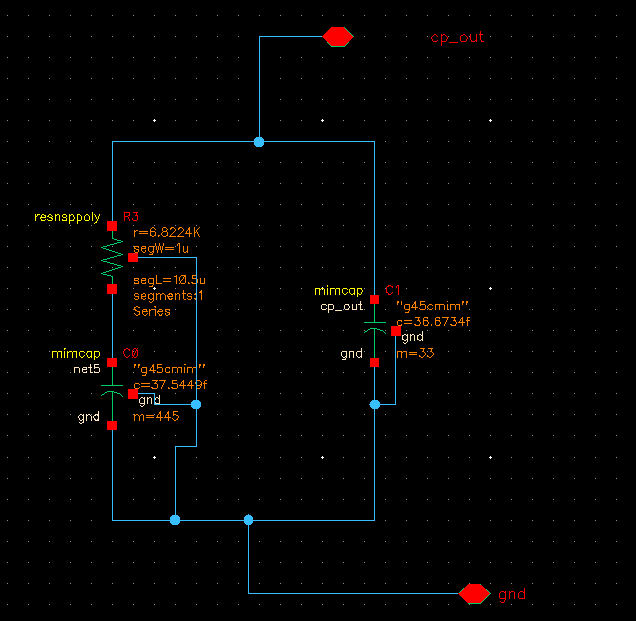 cp_out
resnsppoly R3
r=6.8224K
segW=1u
segL=10.5u
segments:1
Series
mimcap C0
net5 "g45cmim"
c=37.5449f
gnd
gnd m=445
mimcap C1
cp_out "g45cmim"
c=36.6734f
gnd
gnd m=33
gnd